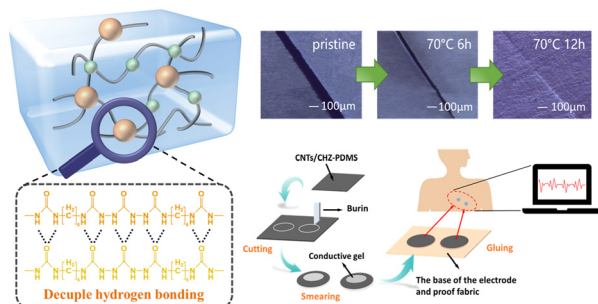 pristine
100µm
70°C 6h
100µm
70°C 12h
100µm
Decuple hydrogen bonding
CNTs/CHZ-PDMS
Burin
Cutting
Conductive gel
Smearing
Gluing
The base of the electrode
and proof fabric